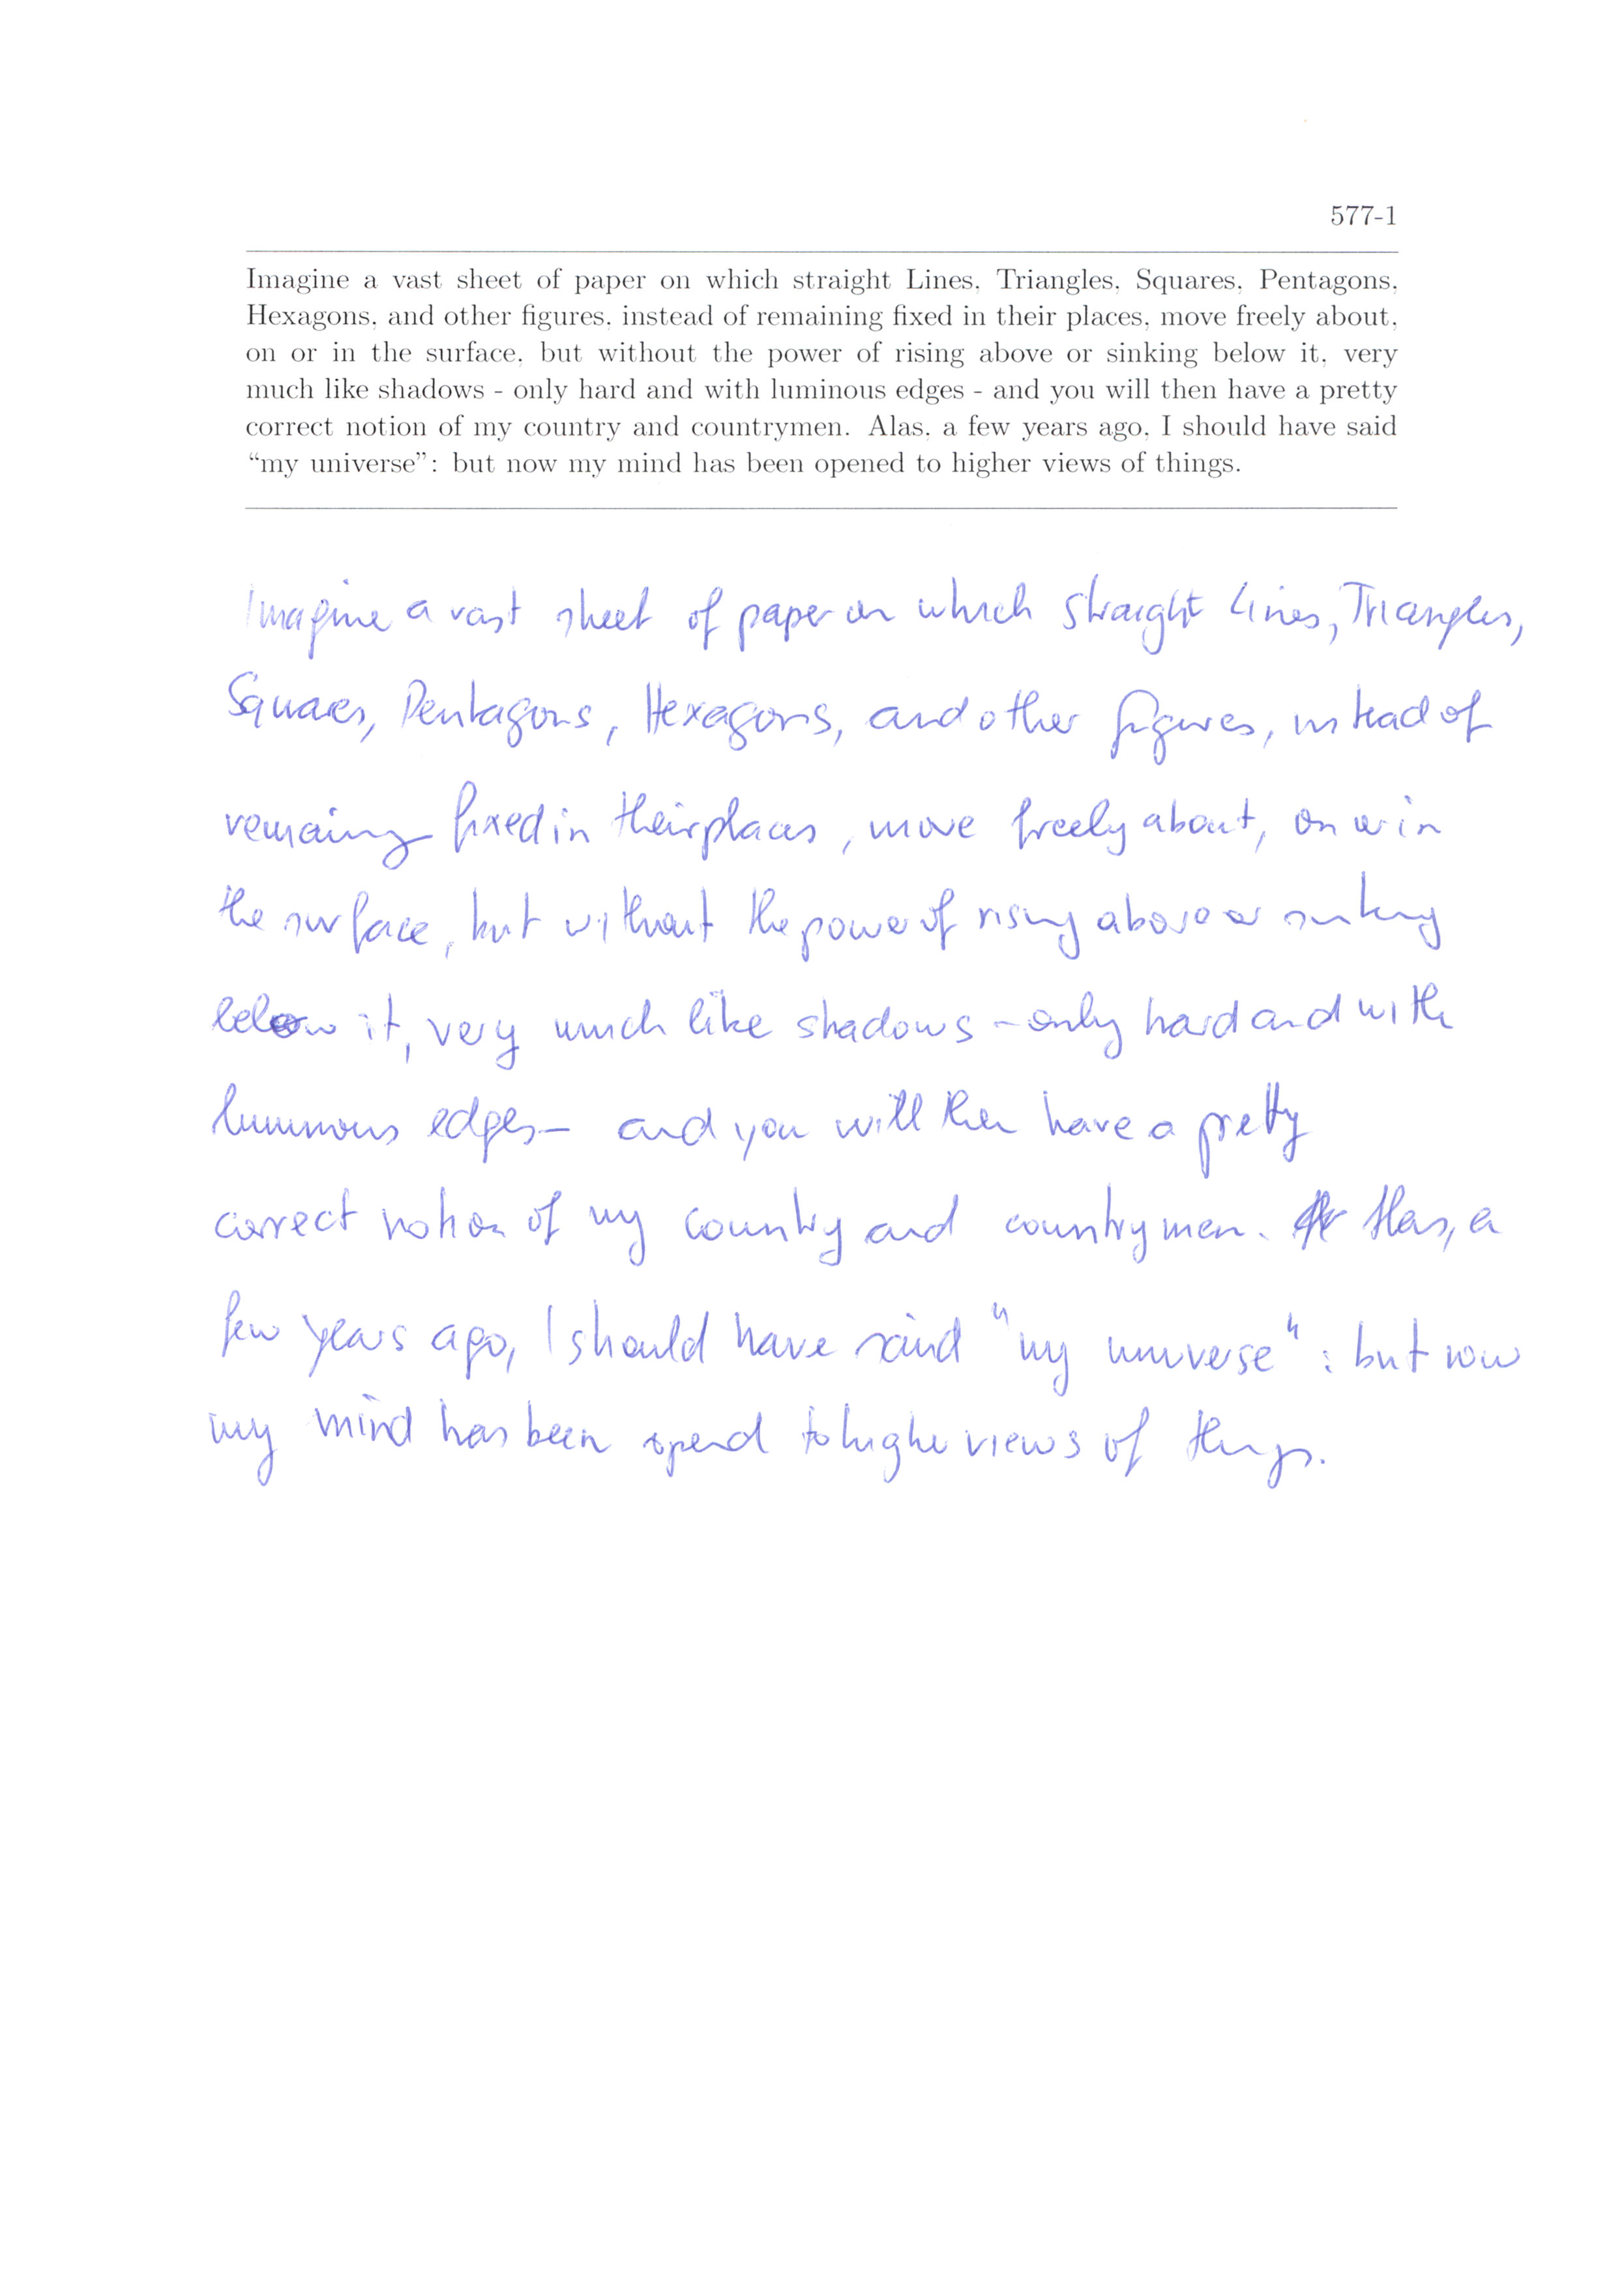 577-1
Imagine a vast sheet of paper on which straight Lines, Triangles, Squares, Pentagons,
Hexagons, and other figures, instead of remaining fixed in their places, move freely about,
on or in the surface, but without the power of rising above or sinking below it, very
much like shadows - only hard and with luminous edges - and you will then have a pretty
correct notion of my country and countrymen. Alas, a few years ago, I should have said
“my universe”: but now my mind has been opened to higher views of things.
Imagine a vast sheet of paper on which straight Lines, Triangles,
Squares, Pentagons, Hexagons, and other figures, instead of
remaining fixed in their places, move freely about, on or in
the surface, but without the power of rising above or sinking
below it, very much like shadows - only hard and with
luminous edges - and you will then have a pretty
correct notion of my country and countrymen. Alas, a
few years ago, I should have said "my universe": but now
my mind has been opend to higher views of things.